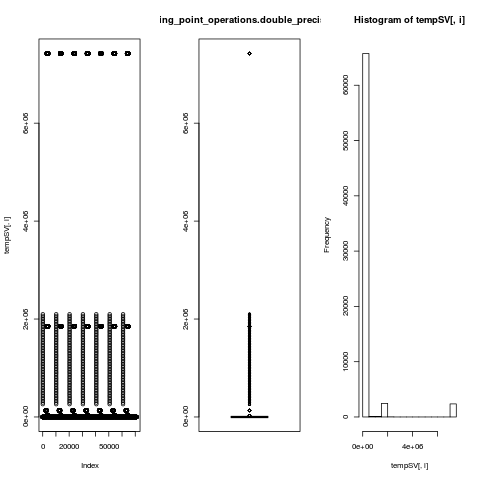 ing_point_operations.double_preci
Histogram of tempSV[, i]
tempSV[, i]
0e+00
2e+06
4e+06
6e+06
0
20000
50000
Index
0e+00
2e+06
4e+06
6e+06
Frequency
0
10000
20000
30000
40000
50000
60000
0e+00
4e+06
tempSV[, i]